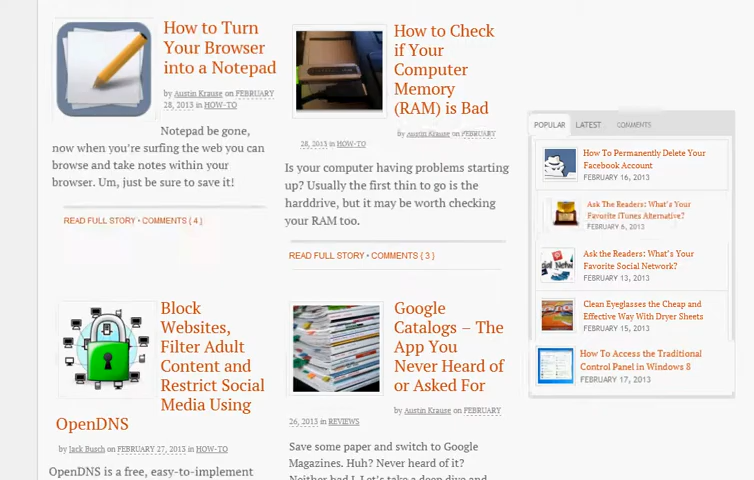 How to Turn
Your Browser
into a Notepad
by Austin Krause on FEBRUARY
28, 2013 in HOW-TO
Notepad be gone,
now when you're surfing the web you can
browse and take notes within your
browser. Um, just be sure to save it!
READ FULL STORY • COMMENTS { 4 }
How to Check
if Your
Computer
Memory
(RAM) is Bad
by Austin Krause on FEBRUARY
28, 2013 in HOW-TO
Is your computer having problems starting
up? Usually the first thin to go is the
harddrive, but it may be worth checking
your RAM too.
READ FULL STORY • COMMENTS { 3 }
Block
Websites,
Filter Adult
Content and
Restrict Social
Media Using
OpenDNS
by Jack Busch on FEBRUARY 27, 2013 in HOW-TO
OpenDNS is a free, easy-to-implement
Google
Catalogs – The
App You
Never Heard of
or Asked For
by Austin Krause on FEBRUARY
26, 2013 in REVIEWS
Save some paper and switch to Google
Magazines. Huh? Never heard of it?
Neither had I. Let's take a deep dive and
POPULAR LATEST COMMENTS
How To Permanently Delete Your
Facebook Account
FEBRUARY 16, 2013
Ask The Readers: What's Your
Favorite iTunes Alternative?
FEBRUARY 6, 2013
Ask the Readers: What's Your
Favorite Social Network?
FEBRUARY 13, 2013
Clean Eyeglasses the Cheap and
Effective Way With Dryer Sheets
FEBRUARY 15, 2013
How To Access the Traditional
Control Panel in Windows 8
FEBRUARY 17, 2013